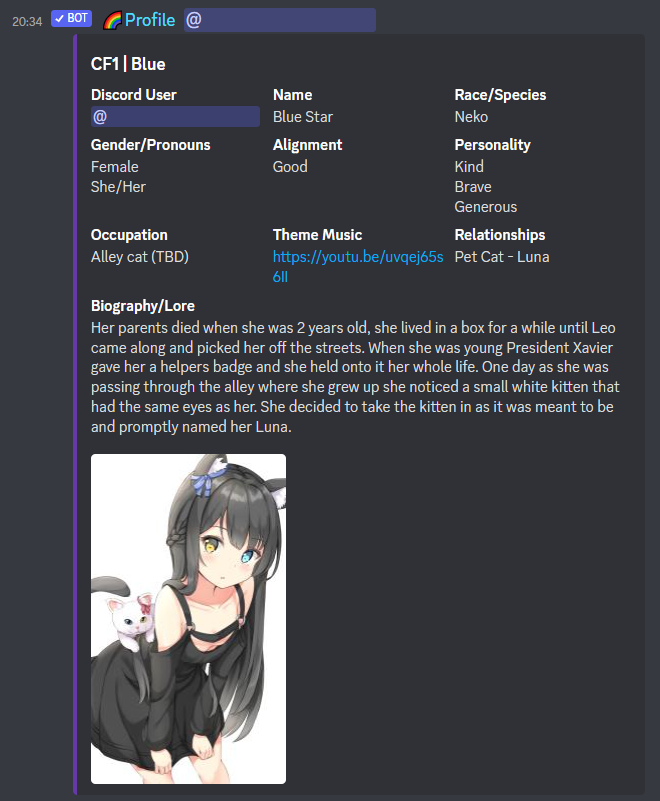 20:34 ✓ BOT 🌈Profile @
CF1 | Blue
Discord User Name Race/Species
@ Blue Star Neko
Gender/Pronouns Alignment Personality
Female Good Kind
She/Her Brave
Generous
Occupation Theme Music Relationships
Alley cat (TBD) https://youtu.be/uvqej65s Pet Cat - Luna
6II
Biography/Lore
Her parents died when she was 2 years old, she lived in a box for a while until Leo
came along and picked her off the streets. When she was young President Xavier
gave her a helpers badge and she held onto it her whole life. One day as she was
passing through the alley where she grew up she noticed a small white kitten that
had the same eyes as her. She decided to take the kitten in as it was meant to be
and promptly named her Luna.